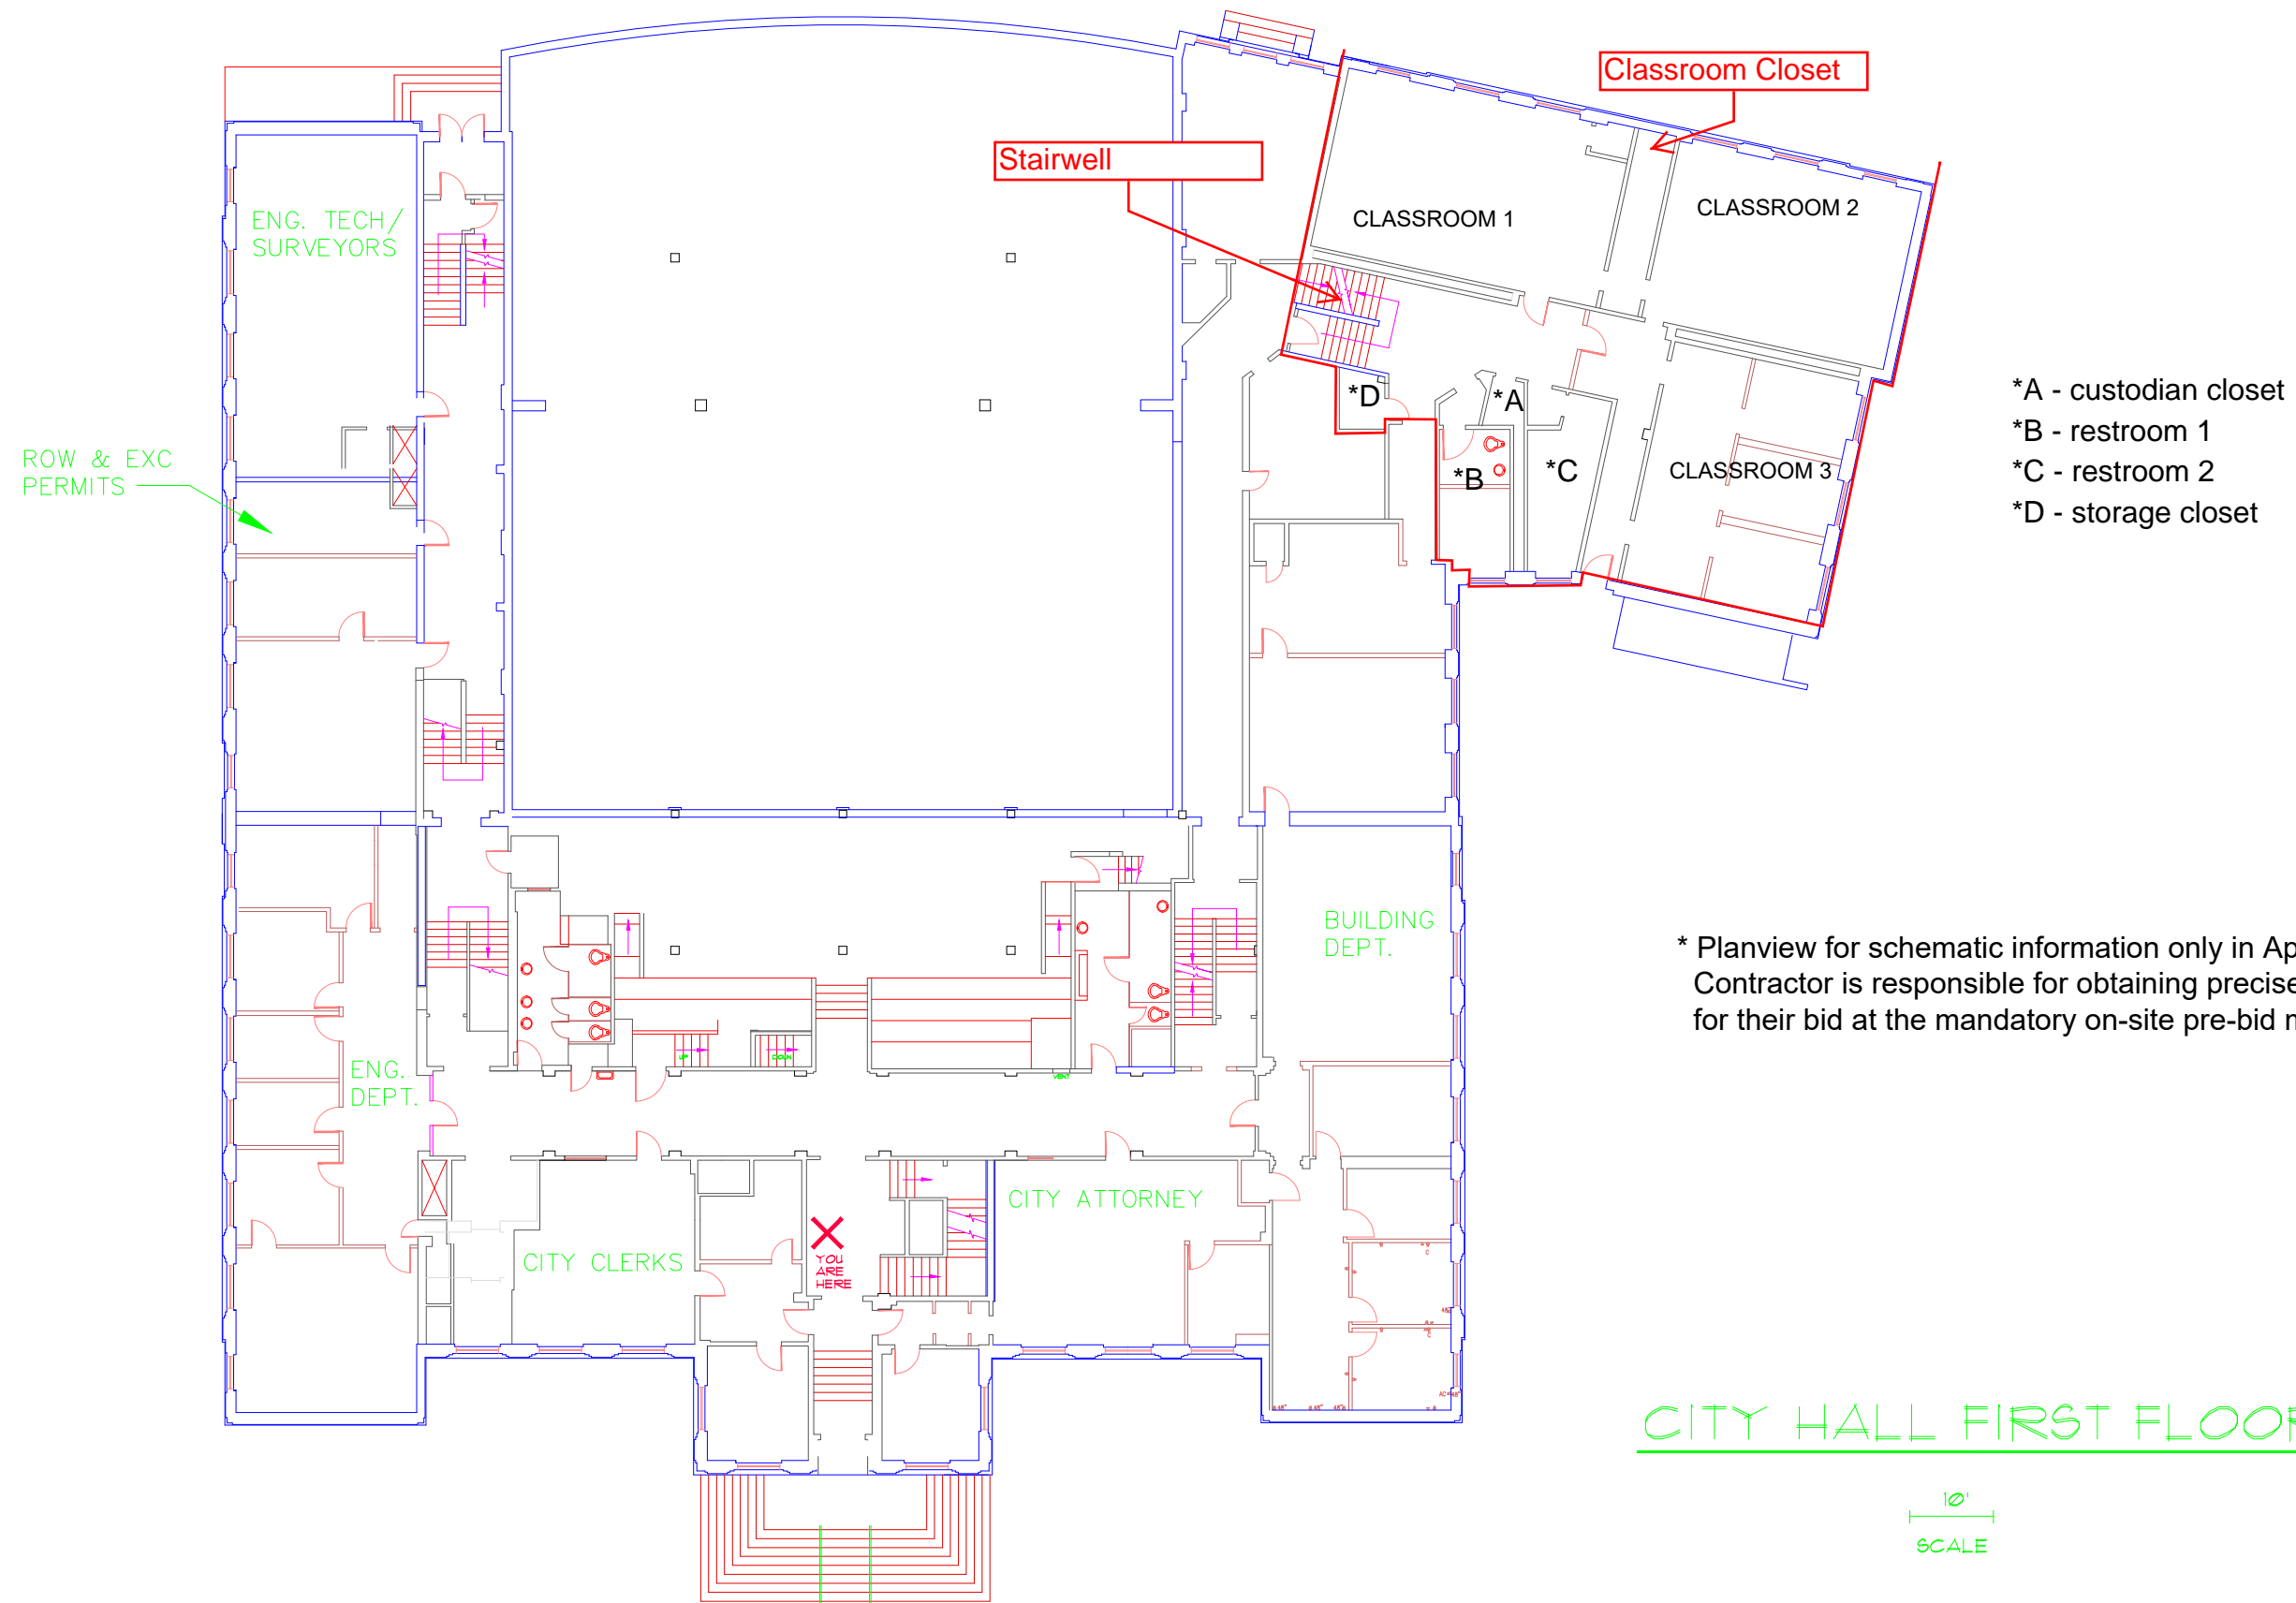 Classroom Closet
Stairwell
CLASSROOM 1
CLASSROOM 2
ENG. TECH/
SURVEYORS
*D
*A
*A - custodian closet
*B - restroom 1
*C - restroom 2
*D - storage closet
ROW & EXC
PERMITS
*B
*C
CLASSROOM 3
BUILDING
DEPT.
* Planview for schematic information only in Ap
Contractor is responsible for obtaining precise
for their bid at the mandatory on-site pre-bid
UP
DOWN
VENT
ENG.
DEPT.
CITY ATTORNEY
CITY CLERKS
YOU
ARE
HERE
CITY HALL FIRST FLOOR
10'
SCALE